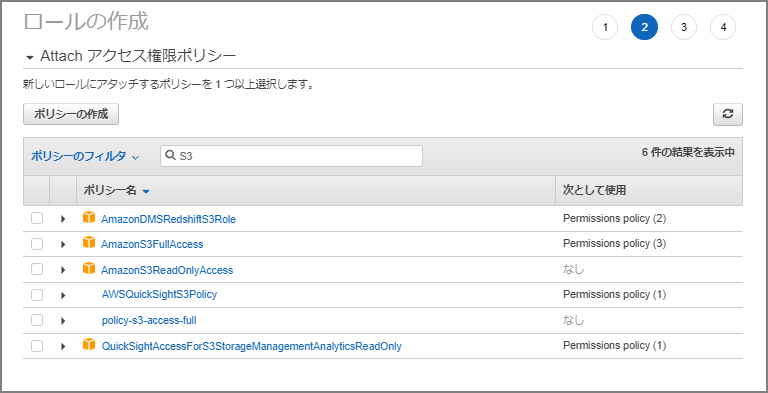 ロールの作成
1 2 3 4
Attach アクセス権限ポリシー
新しいロールにアタッチするポリシーを 1 つ以上選択します。
ポリシーの作成
ポリシーのフィルタ S3 6 件の結果を表示中
ポリシー名 次として使用
AmazonDMSRedshiftS3Role Permissions policy (2)
AmazonS3FullAccess Permissions policy (3)
AmazonS3ReadOnlyAccess なし
AWSQuickSightS3Policy Permissions policy (1)
policy-s3-access-full なし
QuickSightAccessForS3StorageManagementAnalyticsReadOnly Permissions policy (1)